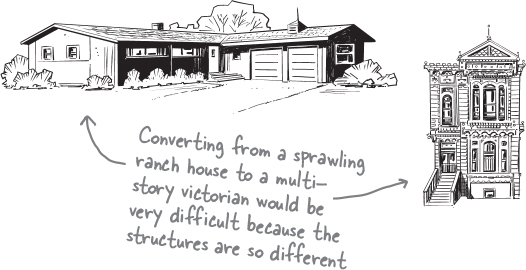 Converting from a sprawling
ranch house to a multi-
story victorian would be
very difficult because the
structures are so different